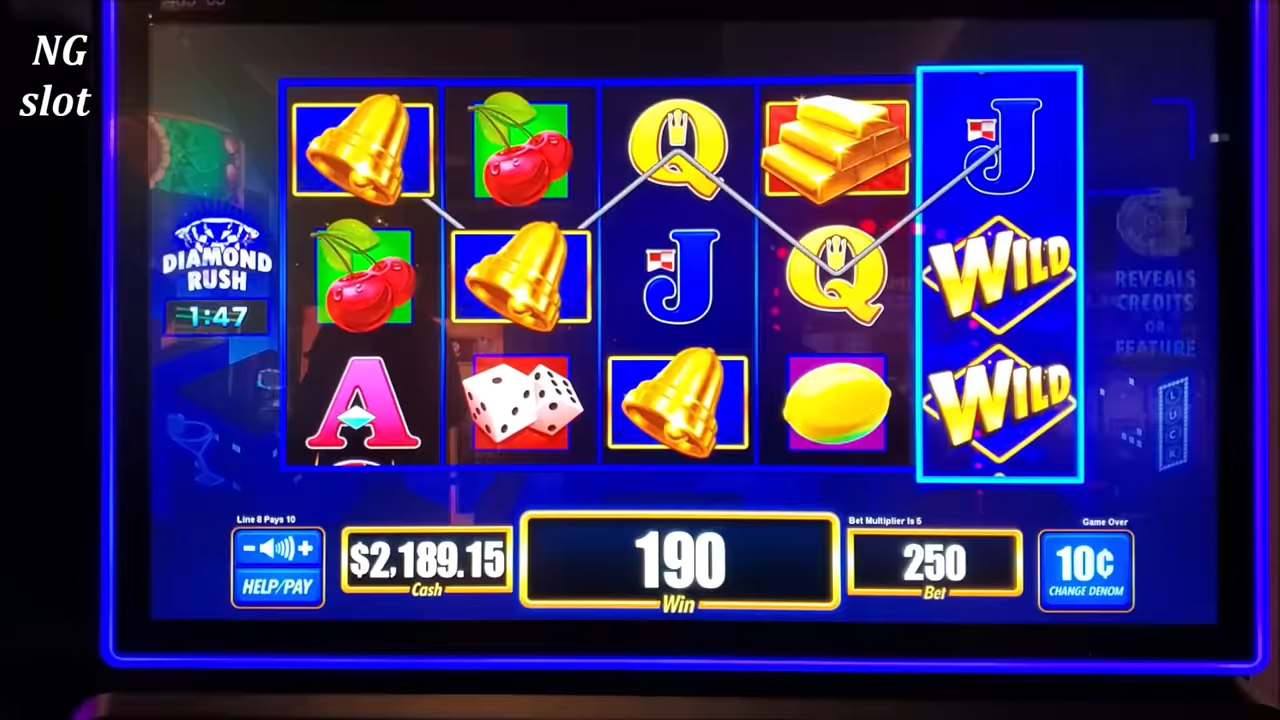 NG
slot
Q
J
DIAMOND
RUSH
1:47
J
Q
WILD
REVEALS
CREDITS
OR
FEATURE
A
WILD
LUCK
Line 8 Pays 10
Bet Multiplier Is 5
Game Over
HELP/PAY
$2,189.15
Cash
190
Win
250
Bet
10¢
CHANGE DENOM